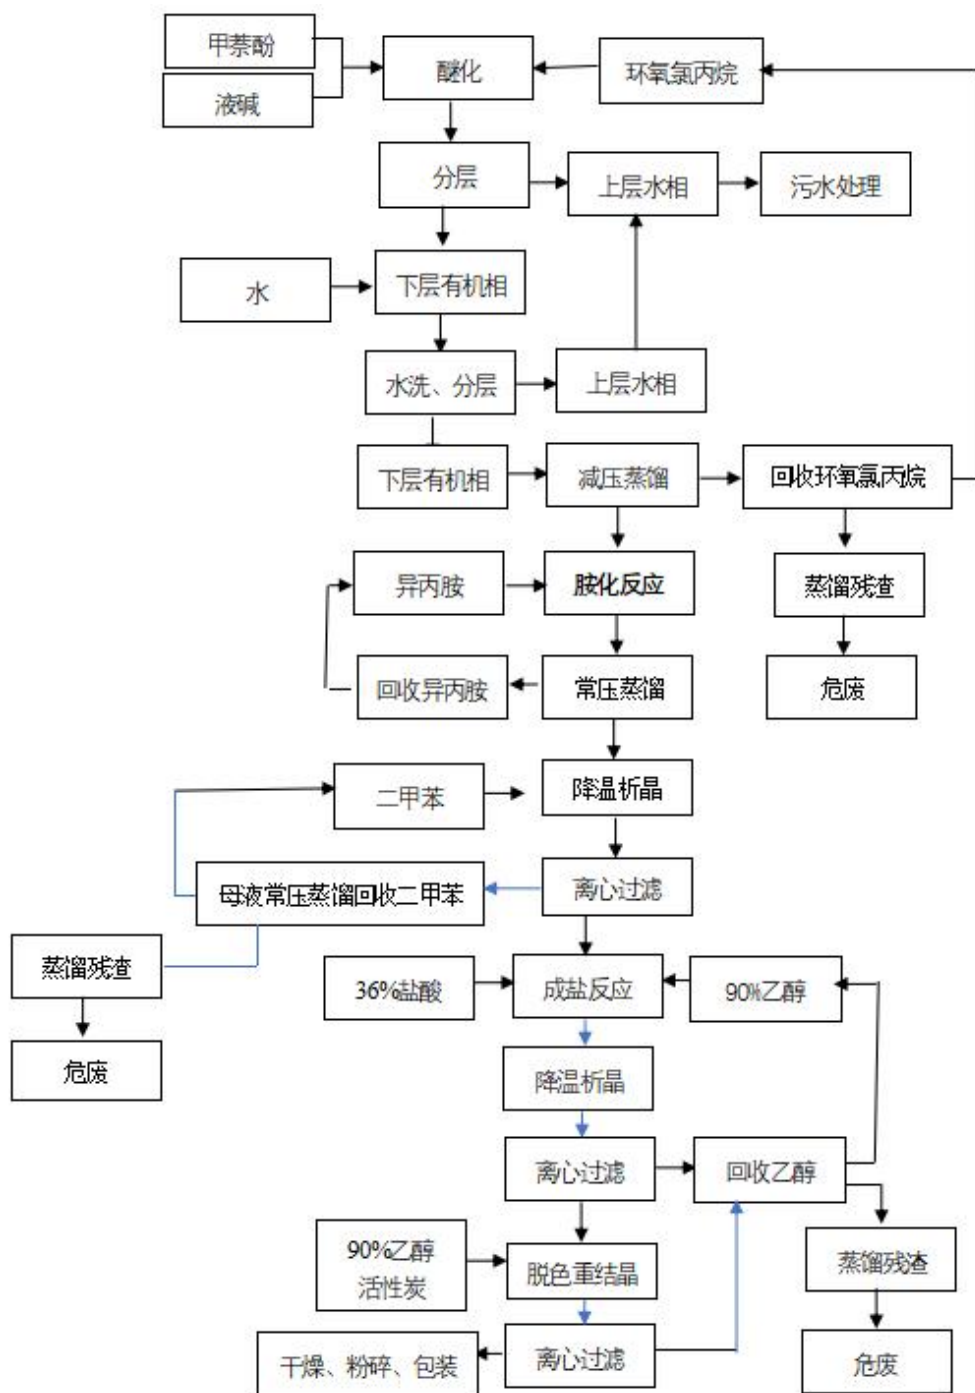 甲萘酚
醚化
环氧氯丙烷
液碱
分层
上层水相
污水处理
水
下层有机相
水洗、分层
上层水相
下层有机相
减压蒸馏
回收环氧氯丙烷
异丙胺
胺化反应
蒸馏残查
回收异丙胺
常压蒸馏
危废
二甲苯
降温析晶
母液常压蒸馏回收二甲苯
离心过滤
蒸馏残查
36%盐酸
成盐反应
90%乙醇
危废
降温析晶
离心过滤
回收乙醇
90%乙醇
活性炭
脱色重结晶
蒸馏残渣
干燥、粉碎、包装
离心过滤
危废